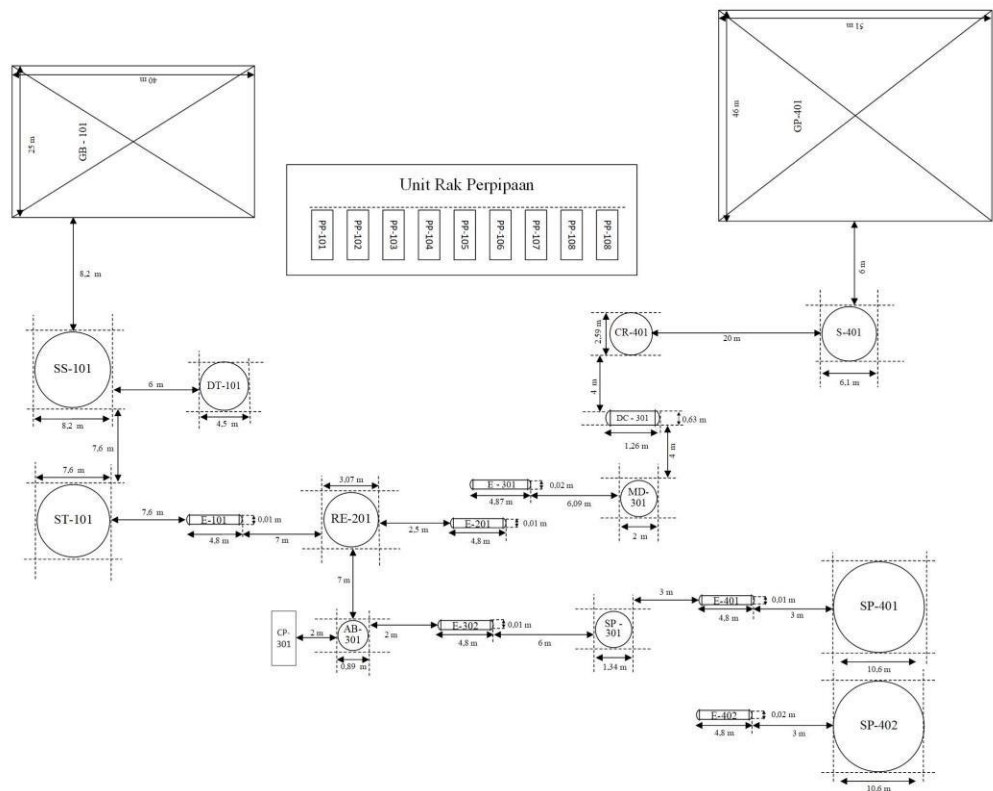 51 m
46 m
GP-401
40 m
25 m
GB - 101
Unit Rak Perpipaan
PP-101
PP-102
PP-103
PP-104
PP-105
PP-106
PP-107
PP-108
PP-108
8,2 m
6 m
SS-101
6 m
DT-101
8,2 m
4,5 m
2,59 m
CR-401
20 m
S-401
6,1 m
4 m
DC - 301
0,63 m
1,26 m
7,6 m
7,6 m
ST-101
7,6 m
E-101
0,01 m
4,8 m
7 m
3,07 m
RE-201
2,5 m
E-201
0,01 m
4,8 m
E - 301
0,02 m
4,87 m
6,09 m
4 m
MD-
301
2 m
7 m
CP-
301
2 m
AB-
301
0,89 m
2 m
E-302
0,01 m
4,8 m
6 m
SP -
301
1,34 m
3 m
E-401
0,01 m
4,8 m
3 m
SP-401
10,6 m
E-402
0,02 m
4,8 m
3 m
SP-402
10,6 m